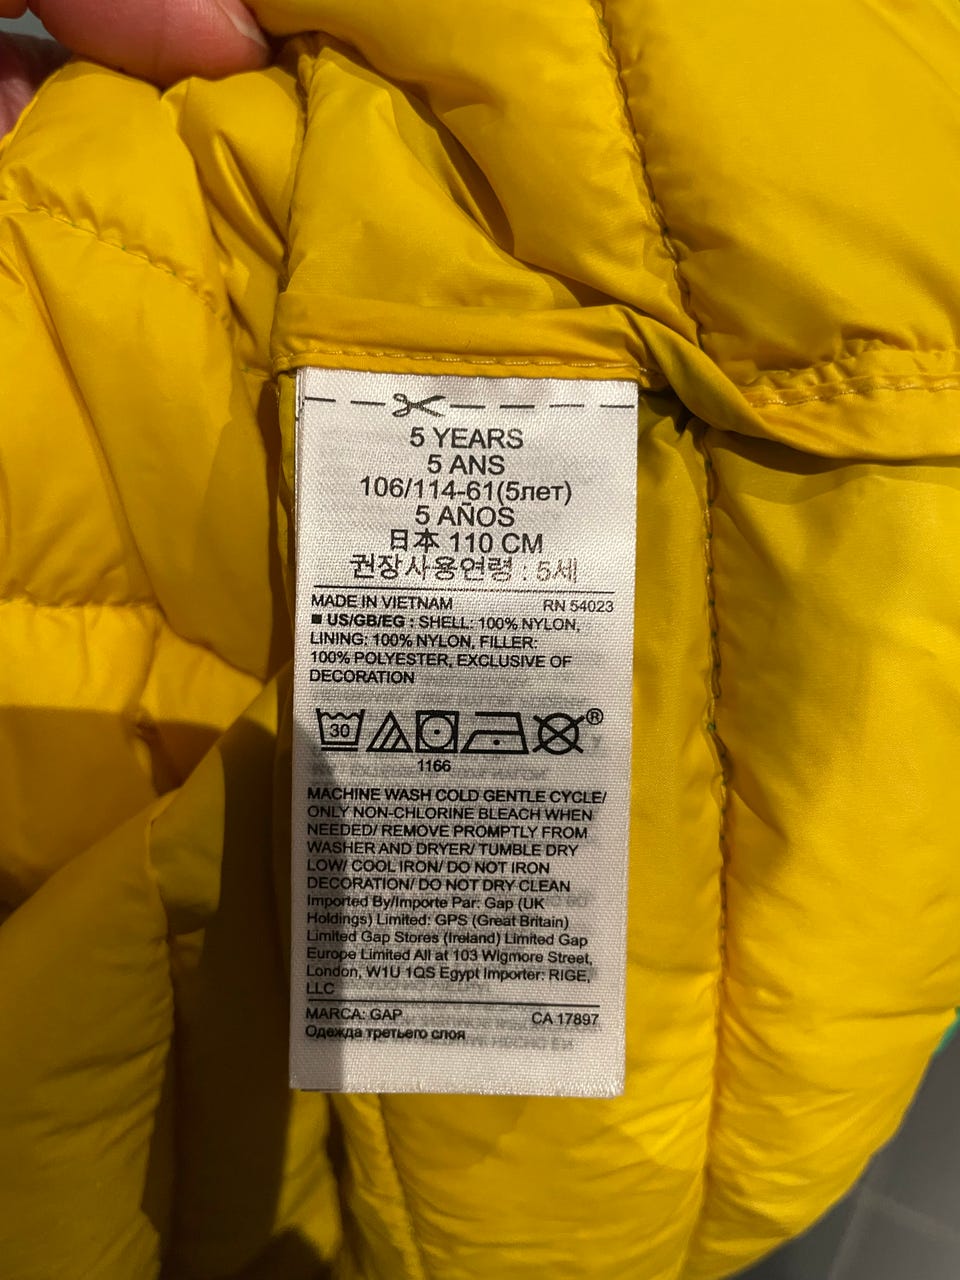 5 YEARS
5 ANS
106/114-61(5лет)
5 AÑOS
日本 110 CM
권장사용연령 : 5세
MADE IN VIETNAM RN 54023
■ US/GB/EG : SHELL: 100% NYLON,
LINING: 100% NYLON, FILLER:
100% POLYESTER, EXCLUSIVE OF
DECORATION
30 ®
1166
MACHINE WASH COLD GENTLE CYCLE/
ONLY NON-CHLORINE BLEACH WHEN
NEEDED/ REMOVE PROMPTLY FROM
WASHER AND DRYER/ TUMBLE DRY
LOW/ COOL IRON/ DO NOT IRON
DECORATION/ DO NOT DRY CLEAN
Imported By/Importe Par: Gap (UK
Holdings) Limited: GPS (Great Britain)
Limited Gap Stores (Ireland) Limited Gap
Europe Limited All at 103 Wigmore Street,
London, W1U 1QS Egypt Importer: RIGE,
LLC
MARCA: GAP CA 17897
Одежда третьего слоя